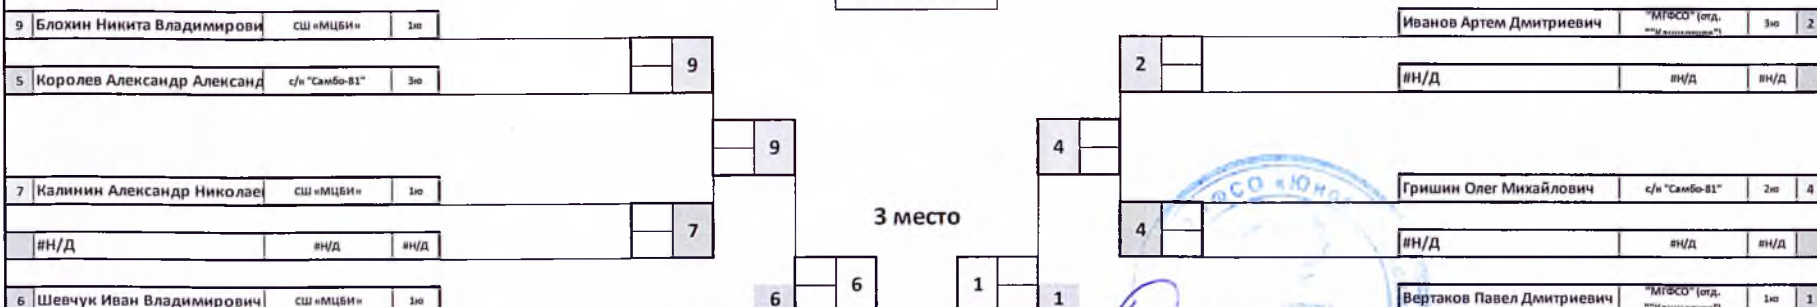 9 Блохин Никита Владимирови СШ «МЦБИ» 1ю
Иванов Артем Дмитриевич "МГФСО" (отд. 3ю 2
9
2
5 Королев Александр Александ с/к "Самбо-81" 3ю
#Н/Д #Н/Д #Н/Д
9
4
7 Калинин Александр Николае СШ «МЦБИ» 1ю
ФСО «Юно
Гришин Олег Михайлович с/к "Самбо-81" 2ю 4
3 место
7
4
#Н/Д #Н/Д #Н/Д
#Н/Д #Н/Д #Н/Д
6
1
6 Шевчук Иван Владимирович СШ «МЦБИ» 1ю
6
1
Вертаков Павел Дмитриевич "МГФСО" (отд. 1ю 1